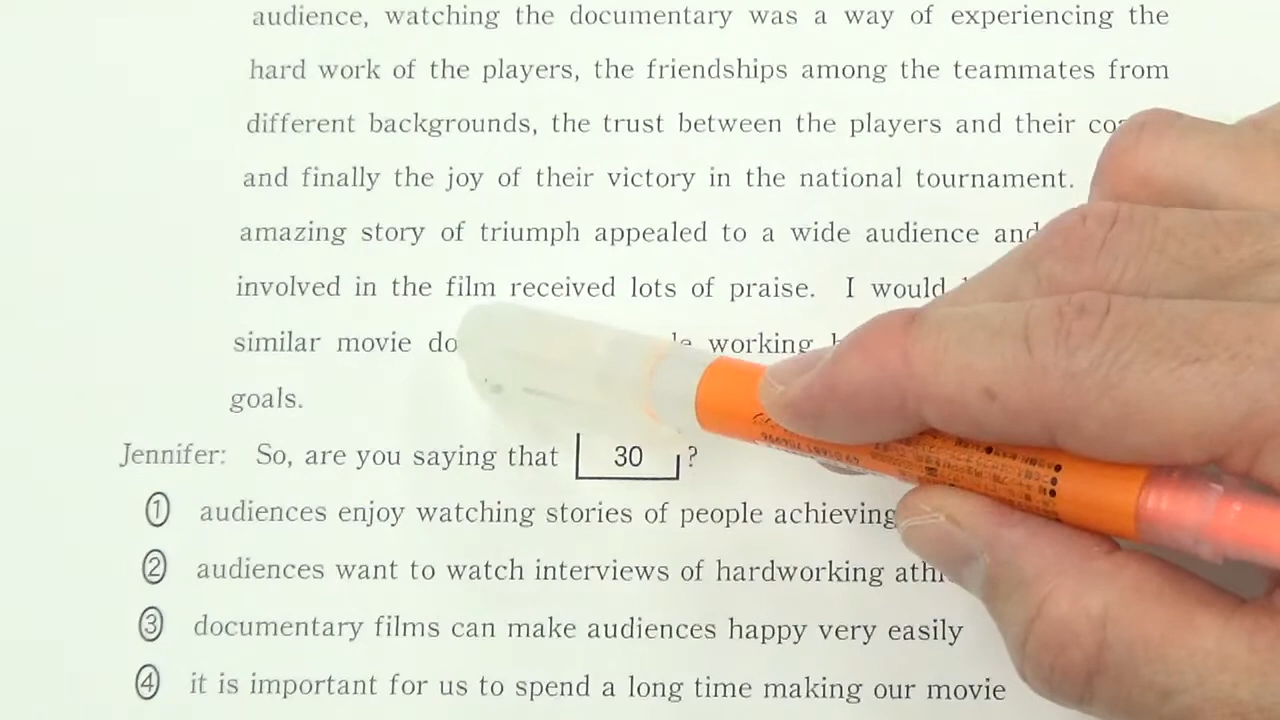 audience, watching the documentary was a way of experiencing the
hard work of the players, the friendships among the teammates from
different backgrounds, the trust between the players and their
and finally the joy of their victory in the national tournament.
amazing story of triumph appealed to a wide audience and
involved in the film received lots of praise. I would
similar movie working
goals.
Jennifer: So, are you saying that 30 ?
① audiences enjoy watching stories of people achieving
② audiences want to watch interviews of hardworking
③ documentary films can make audiences happy very easily
④ it is important for us to spend a long time making our movie